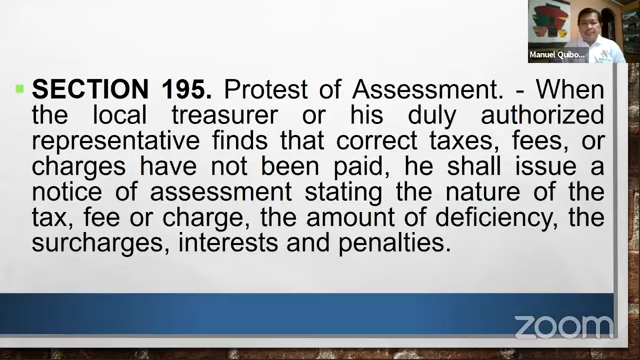 Manuel Quibo...
SECTION 195. Protest of Assessment. - When
the local treasurer or his duly authorized
representative finds that correct taxes, fees, or
charges have not been paid, he shall issue a
notice of assessment stating the nature of the
tax, fee or charge, the amount of deficiency, the
surcharges, interests and penalties.
zoom